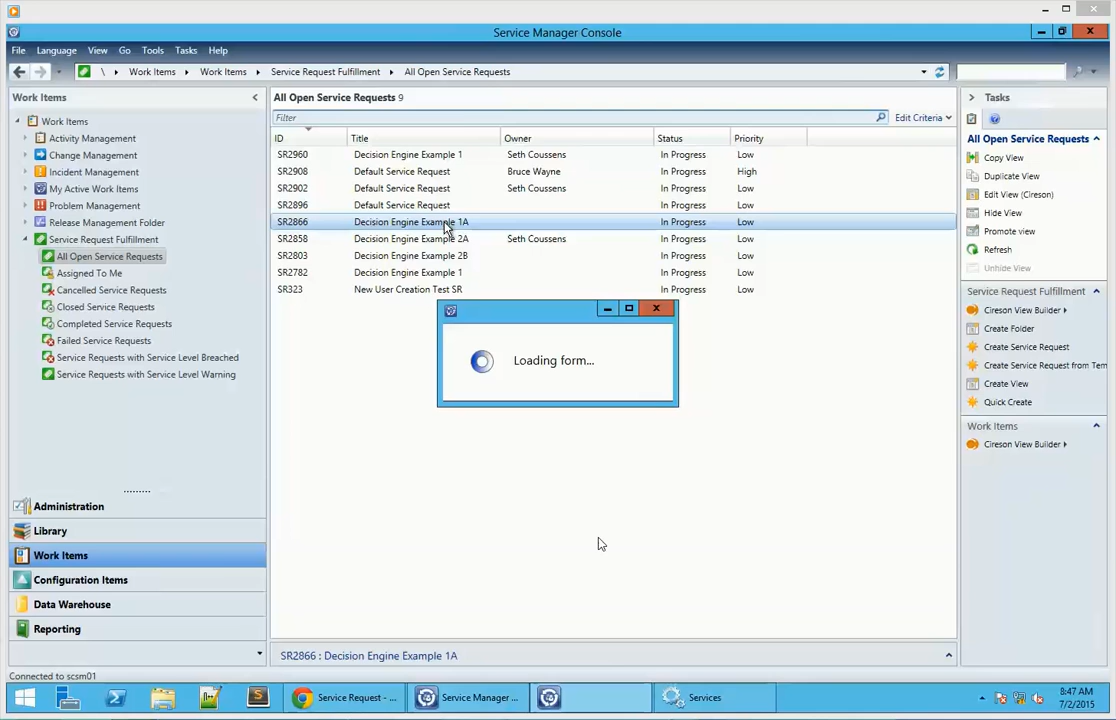 Service Manager Console
File Language View Go Tools Tasks Help
\ Work Items Work Items Service Request Fulfillment All Open Service Requests
Work Items
Work Items
Activity Management
Change Management
Incident Management
My Active Work Items
Problem Management
Release Management Folder
Service Request Fulfillment
All Open Service Requests
Assigned To Me
Cancelled Service Requests
Closed Service Requests
Completed Service Requests
Failed Service Requests
Service Requests with Service Level Breached
Service Requests with Service Level Warning
Administration
Library
Work Items
Configuration Items
Data Warehouse
Reporting
All Open Service Requests 9
Filter Edit Criteria
ID Title Owner Status Priority
SR2960 Decision Engine Example 1 Seth Coussens In Progress Low
SR2908 Default Service Request Bruce Wayne In Progress High
SR2902 Default Service Request Seth Coussens In Progress Low
SR2896 Default Service Request In Progress Low
SR2866 Decision Engine Example 1A In Progress Low
SR2858 Decision Engine Example 2A Seth Coussens In Progress Low
SR2803 Decision Engine Example 2B In Progress Low
SR2782 Decision Engine Example 1 In Progress Low
SR323 New User Creation Test SR In Progress Low
Loading form...
SR2866 : Decision Engine Example 1A
Tasks
All Open Service Requests
Copy View
Duplicate View
Edit View (Cireson)
Hide View
Promote view
Refresh
Unhide View
Service Request Fulfillment
Cireson View Builder
Create Folder
Create Service Request
Create Service Request from Tem
Create View
Quick Create
Work Items
Cireson View Builder
Connected to scsm01
Service Request - ... Service Manager ... Services
8:47 AM
7/2/2015